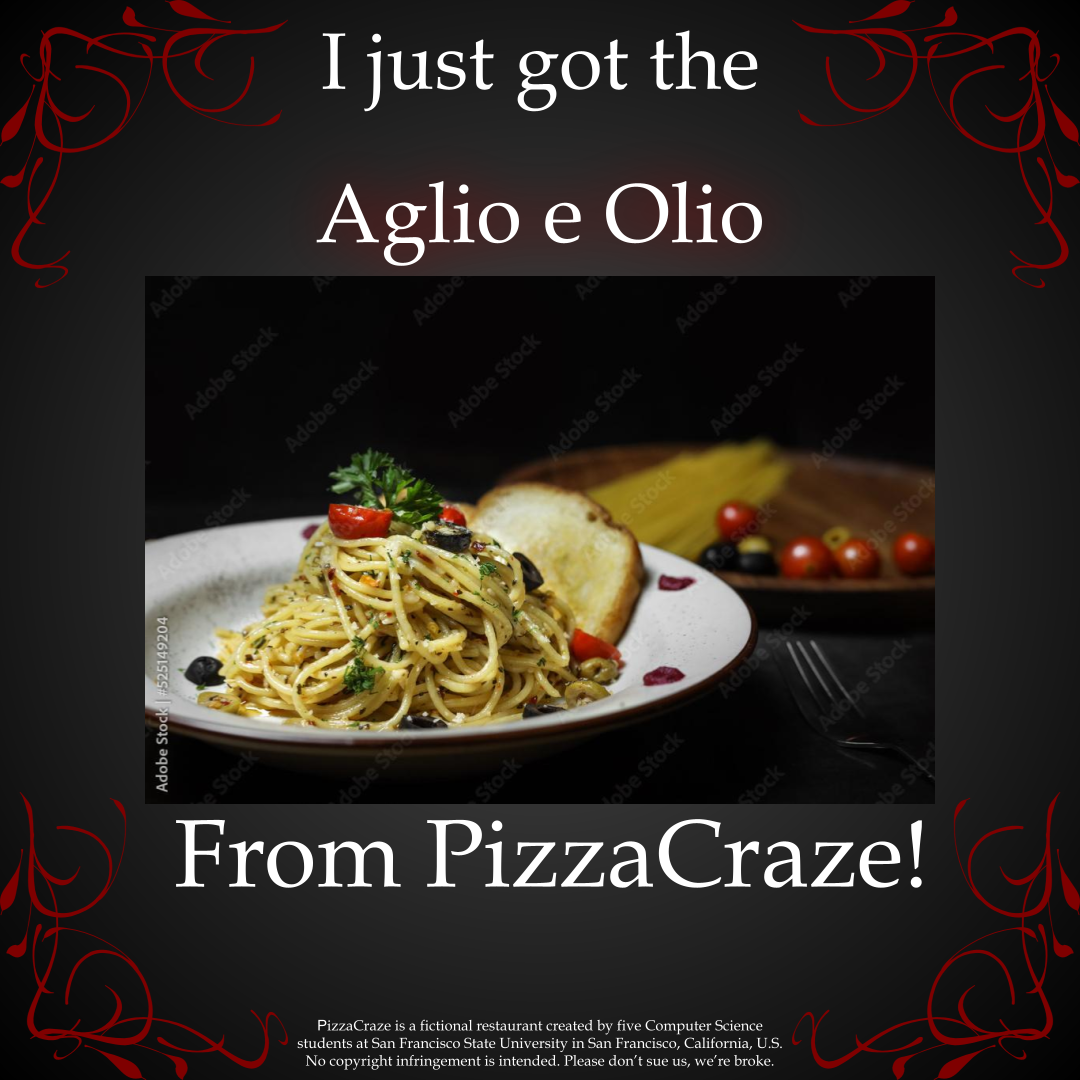 I just got the
Aglio e Olio
Adobe Stock | #525149204
From PizzaCraze!
PizzaCraze is a fictional restaurant created by five Computer Science
students at San Francisco State University in San Francisco, California, U.S.
No copyright infringement is intended. Please don’t sue us, we’re broke.